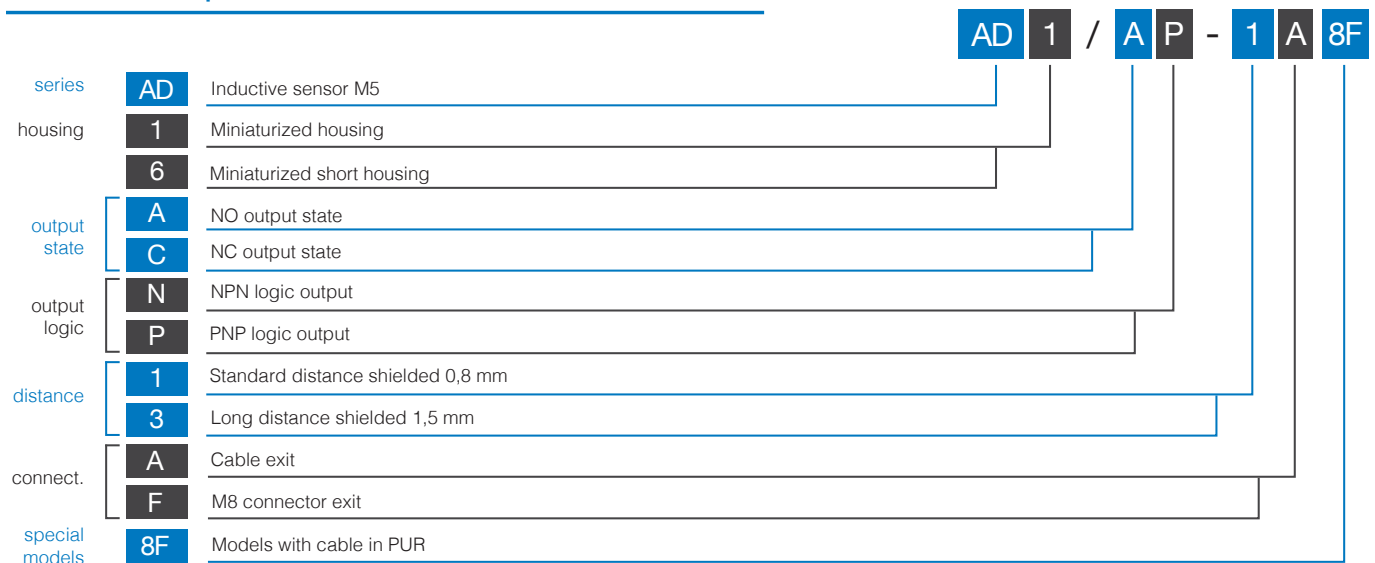 AD 1 / A P - 1 A 8F
series AD Inductive sensor M5
housing 1 Miniaturized housing
6 Miniaturized short housing
output state
A NO output state
C NC output state
output logic
N NPN logic output
P PNP logic output
distance
1 Standard distance shielded 0,8 mm
3 Long distance shielded 1,5 mm
connect.
A Cable exit
F M8 connector exit
special models
8F Models with cable in PUR